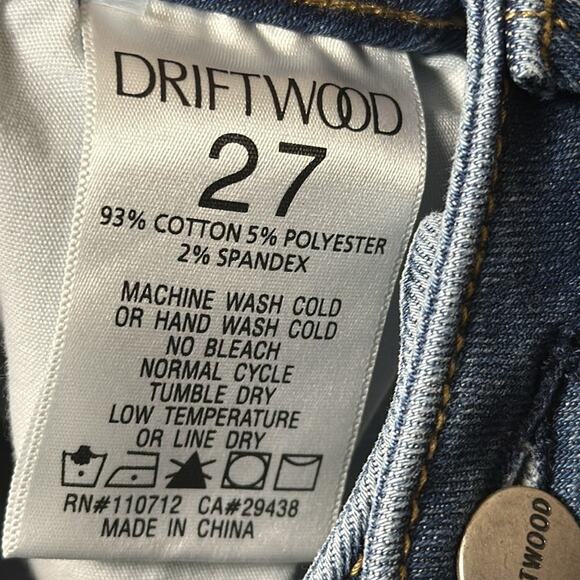 DRIFTWOOD
27
93% COTTON 5% POLYESTER
2% SPANDEX
MACHINE WASH COLD
OR HAND WASH COLD
NO BLEACH
NORMAL CYCLE
TUMBLE DRY
LOW TEMPERATURE
OR LINE DRY
RN#110712 CA#29438
MADE IN CHINA
TWOOD